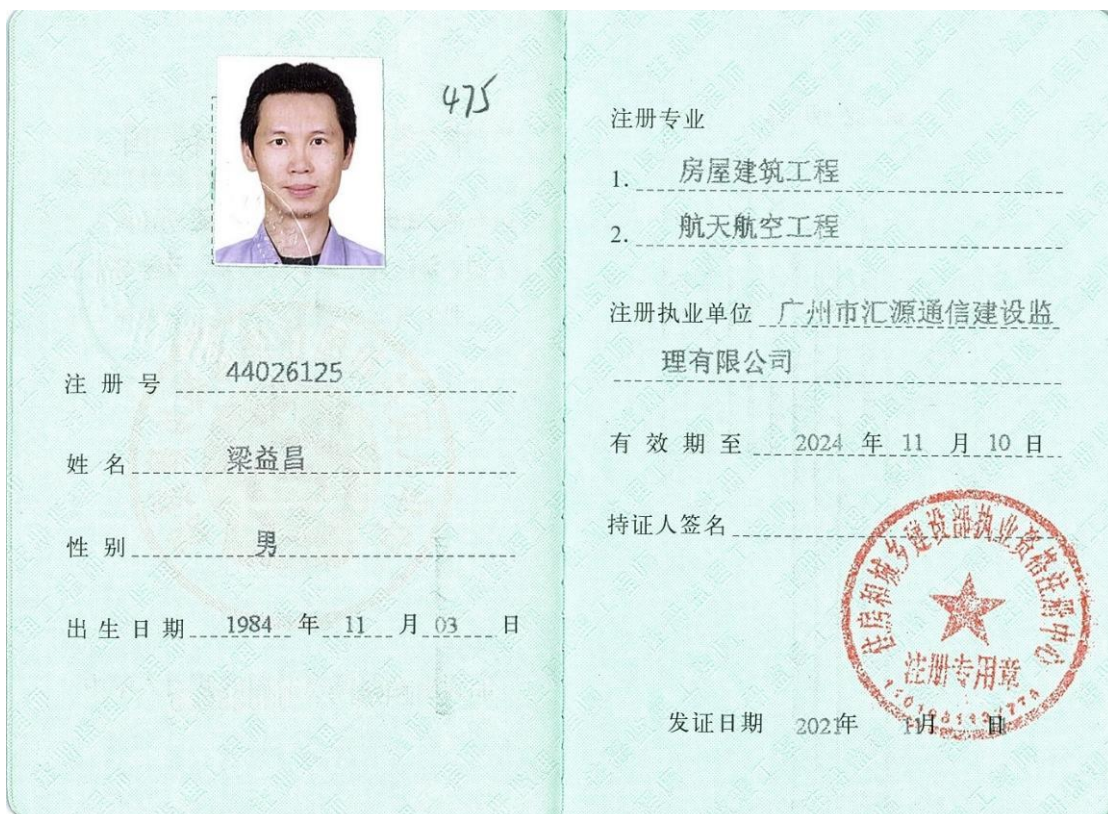 475
注册号 44026125
姓名 梁益昌
性别 男
出生日期 1984 年 11 月 03 日
注册专业
1. 房屋建筑工程
2. 航天航空工程
注册执业单位 广州市汇源通信建设监
理有限公司
有效期至 2024 年 11 月 10 日
持证人签名
住房和城乡建设部执业资格注册中心
注册专用章
发证日期 2021年 11月 日